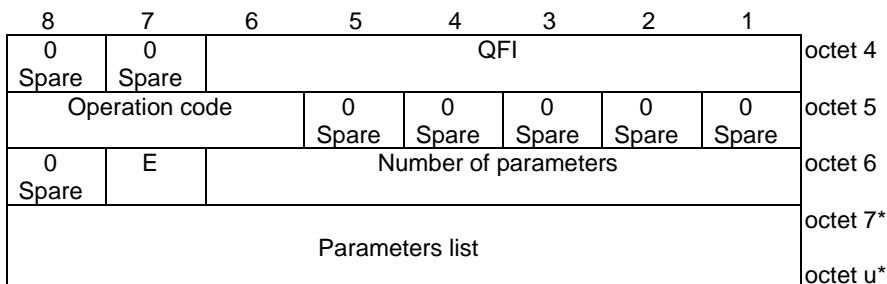 8 7 6 5 4 3 2 1
0 0 QFI octet 4
Spare Spare
Operation code 0 0 0 0 0 octet 5
Spare Spare Spare Spare Spare
0 E Number of parameters octet 6
Spare
octet 7*
Parameters list
octet u*